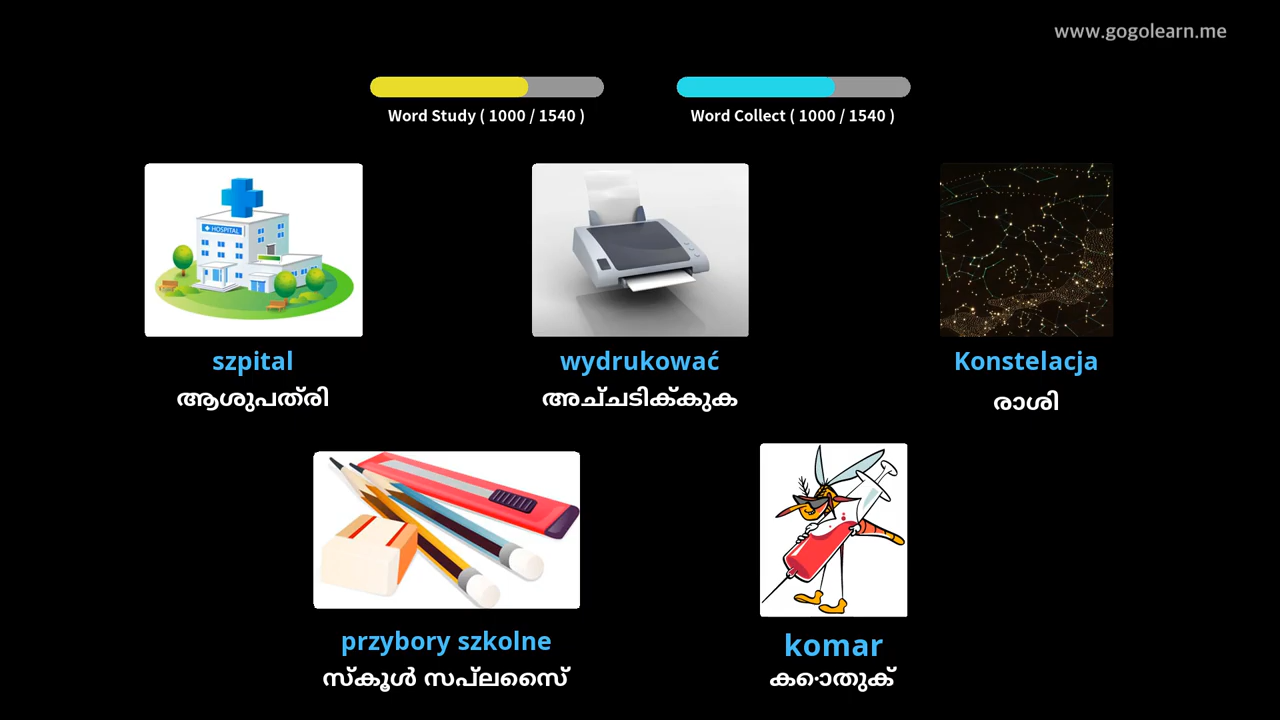 www.gogolearn.me
Word Study ( 1000 / 1540 )
Word Collect ( 1000 / 1540 )
HOSPITAL
szpital
wydrukować
Konstelacja
ആശുപത്രി
അച്ചടിക്കുക
രാശി
przybory szkolne
komar
സ്കൂൾ സപ്ലൈസ്
കൊതുക്